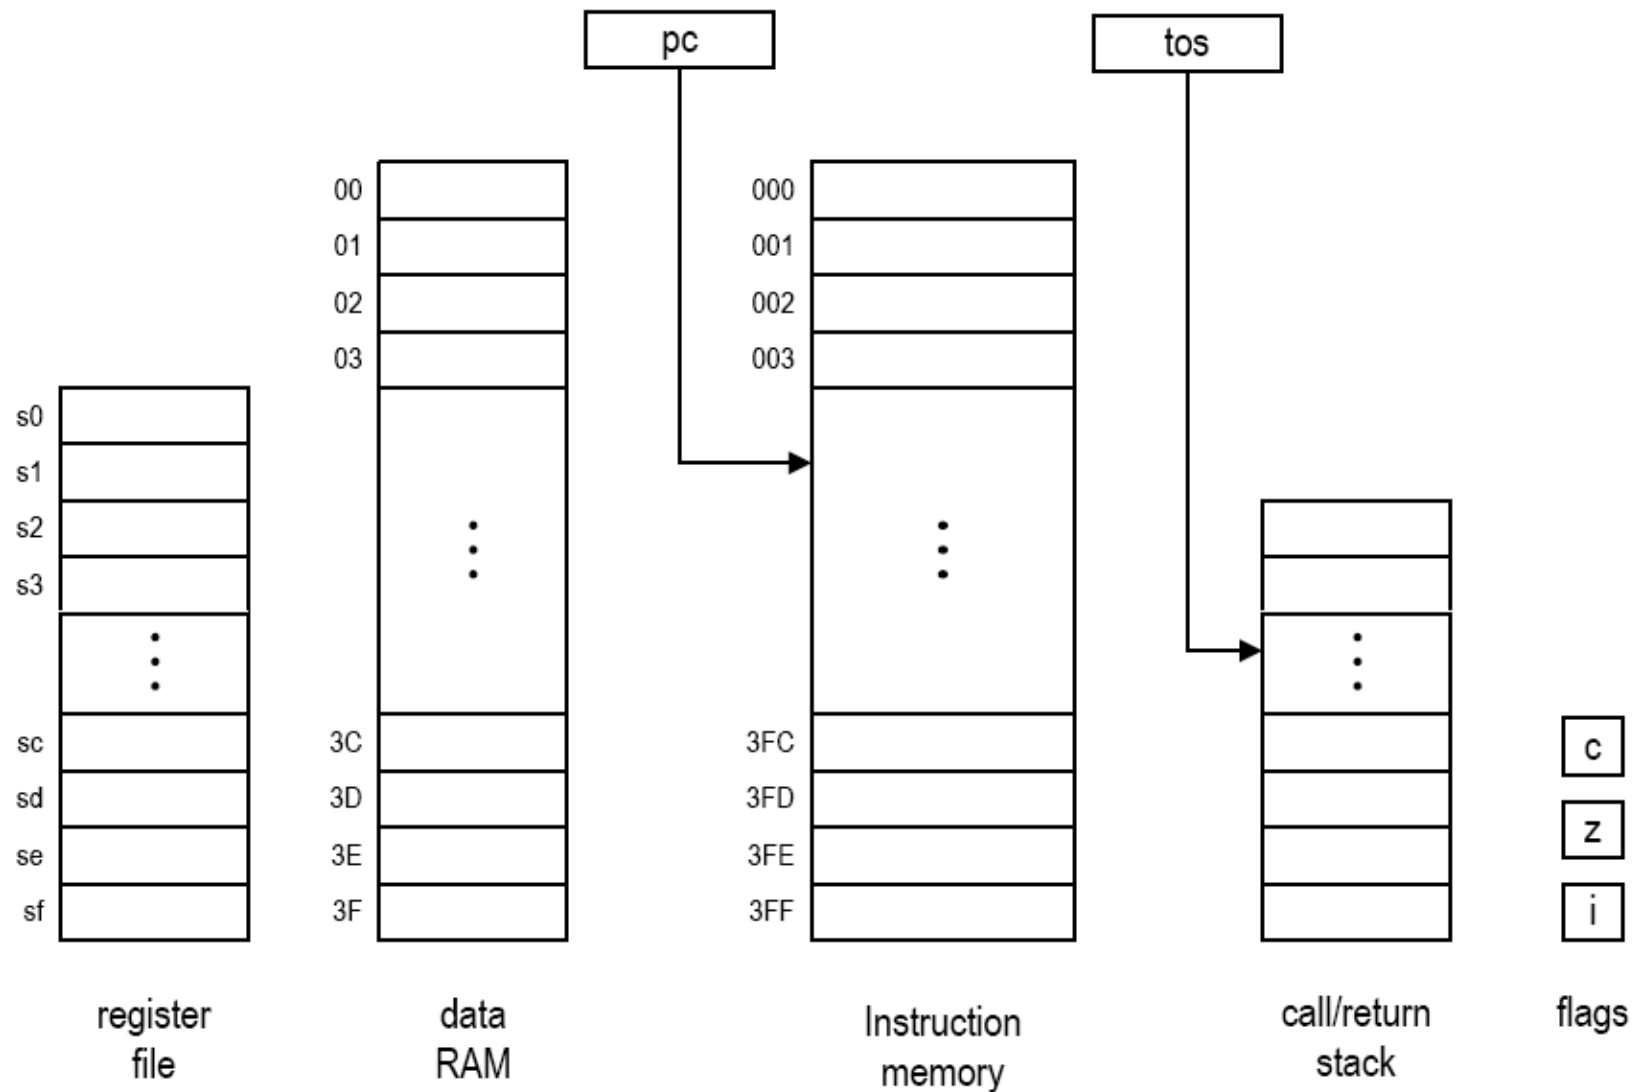 pc
tos
00
01
02
03
000
001
002
003
s0
s1
s2
s3
sc
sd
se
sf
3C
3D
3E
3F
3FC
3FD
3FE
3FF
c
z
i
register
file
data
RAM
Instruction
memory
call/return
stack
flags